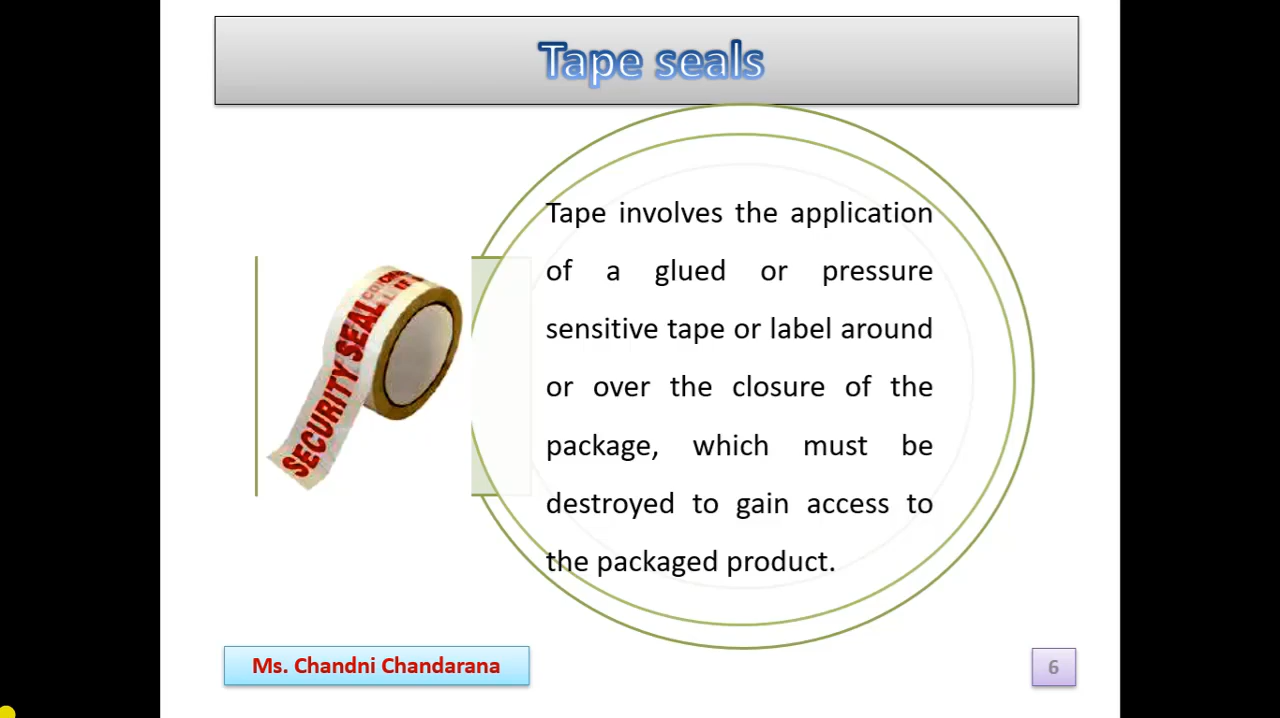 Tape seals
Tape involves the application
of a glued or pressure
sensitive tape or label around
or over the closure of the
package, which must be
destroyed to gain access to
the packaged product.
SECURITY SEAL
Ms. Chandni Chandarana
6